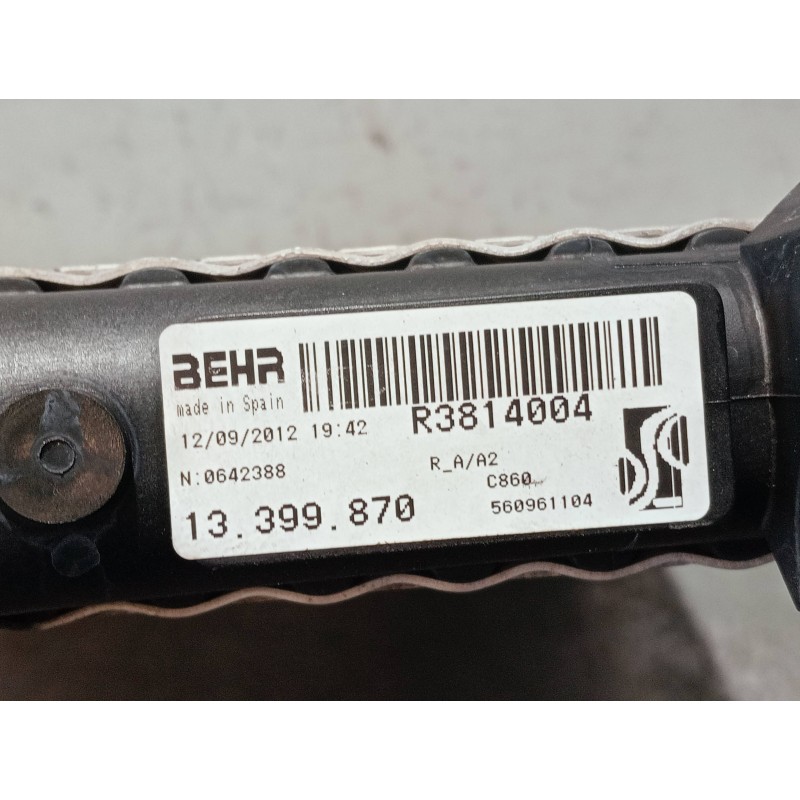 BEHR
made in Spain
12/09/2012 19:42
R3814004
N:0642388
R_A/A2
C860
13.399.870
560961104